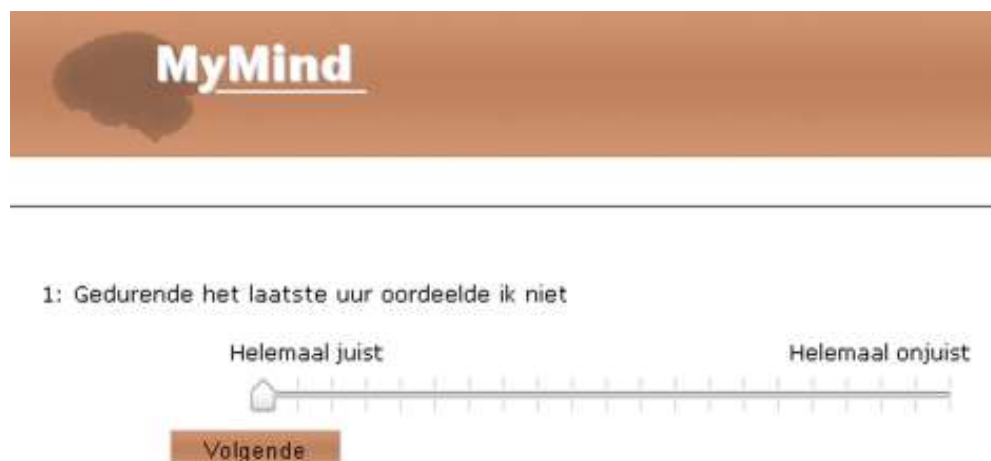 MyMind
1: Gedurende het laatste uur oordeelde ik niet
Helemaal juist Helemaal onjuist
Volgende